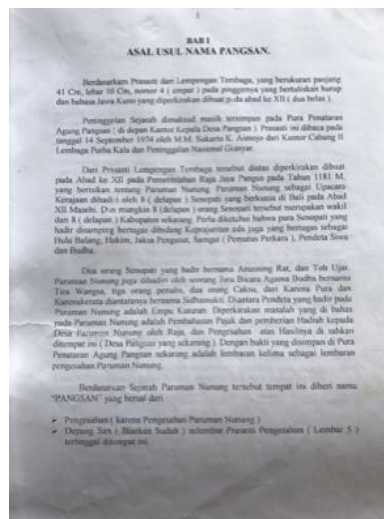 1
BAB I
ASAL USUL NAMA PANGSAN.
Berdasarkam Prasasti dari Lempengan Tembaga, yang berukuran panjang
41 Cm, lebar 10 Cm, nomor 4 ( empat ) pada pinggirnya yang bertuliskan hurup
dan bahasa Jawa Kuno yang diperkirakan dibuat pada abad ke XII ( dua belas ).
Peninggalan Sejarah dimaksud masih tersimpan pada Pura Penataran
Agung Pangsan ; di depan Kantor Kepala Desa Pangsan ). Prasasti ini dibaca pada
tanggal 14 September 1974 oleh M.M. Sukarto K. Atmojo dari Kantor Cabang II
Lembaga Purba Kala dan Peninggalan Nasional Gianyar.
Dari Prasasti Lempengan Tembaga tersebut diatas diperkirakan dibuat
pada Abad ke XII pada Pemerintahan Raja Jaya Pangus pada Tahun 1181 M,
yang berisikan tentang Paruman Nunung. Paruman Nunung sebagai Upacara
Kerajaan dihadiri oleh 8 ( delapan ) Senopati yang berkuasa di Bali pada Abad
XII Masehi. Dan mungkin 8 (delapan ) orang Senopati tersebut merupakan wakil
dari 8 ( delapan ) Kabupaten sekarang. Perlu diketahui bahwa para Senopati yang
hadir disamping bertugas dibidang Keprajuritan ada juga yang bertugas sebagai
Hulu Balang, Hakim, Jaksa Pengurat, Samgat ( Pemutus Perkara ), Pendeta Siwa
dan Budha.
Dua orang Senopati yang hadir bernama Anunsung Rat, dan Toh Ujar.
Paruman Nunung juga dihadiri oleh seorang Juru Bicara Agama Budha bernama
Tira Wangsa, tiga orang penulis, dua orang Caksu, dari Karena Pura dan
Karanakerata diantaranya bernama Sudhamukti. Diantara Pendeta yang hadir pada
Paruman Nunung adalah Empu Kuturan. Diperkirakan masalah yang di bahas
pada Paruman Nunung adalah Pembahasan Pajak dan pemberian Hadiah kepada
Desa Paruman Nunung oleh Raja, dan Pengesahan atas Hasilnya di sahkan
ditempat ini ( Desa Pangsan yang sekarang ). Dengan bukti yang disimpan di Pura
Penataran Agung Pangsan sekarang adalah lembaran kelima sebagai lembaran
pengesahan Paruman Nunung.
Berdasarkan Sejarah Paruman Nunung tersebut tempat ini diberi nama
"PANGSAN" yang berasal dari
➢ Pengesahan ( karena Pengesahan Paruman Nunung )
➢ Depang San ( Biarkan Sudah ) selembar Prasasti Pengesahan ( Lembar 5 )
tertinggal ditempat ini.